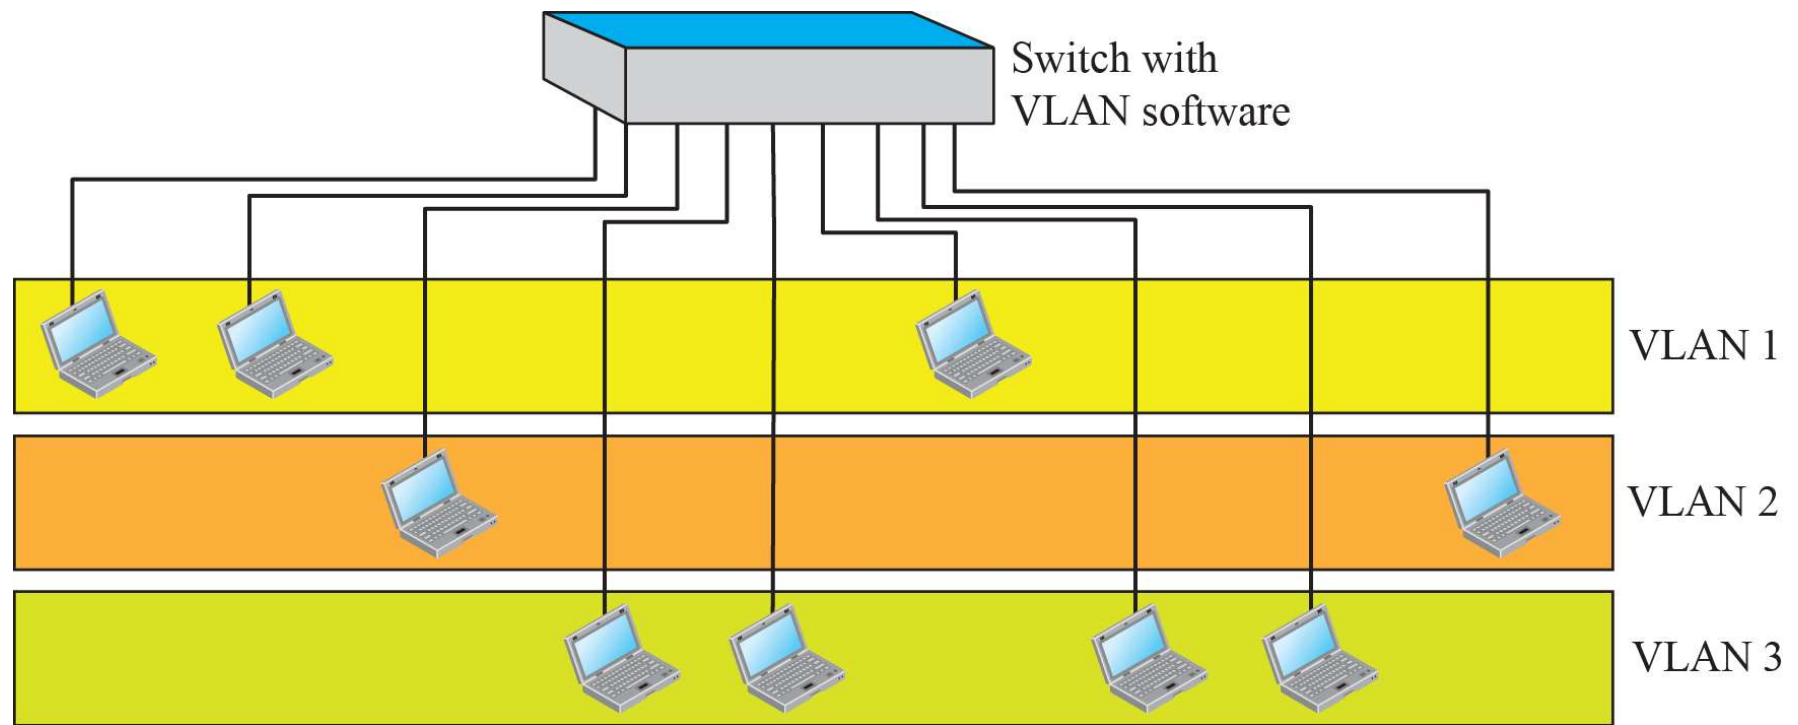 Switch with
VLAN software
VLAN 1
VLAN 2
VLAN 3